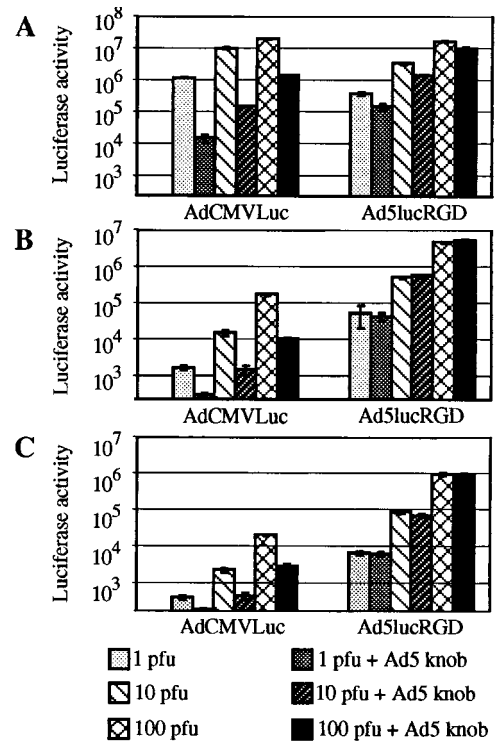 A
Luciferase activity
10^8
10^7
10^6
10^5
10^4
10^3
AdCMVLuc Ad5lucRGD
B
Luciferase activity
10^7
10^6
10^5
10^4
10^3
AdCMVLuc Ad5lucRGD
C
Luciferase activity
10^7
10^6
10^5
10^4
10^3
AdCMVLuc Ad5lucRGD
1 pfu 1 pfu + Ad5 knob
10 pfu 10 pfu + Ad5 knob
100 pfu 100 pfu + Ad5 knob